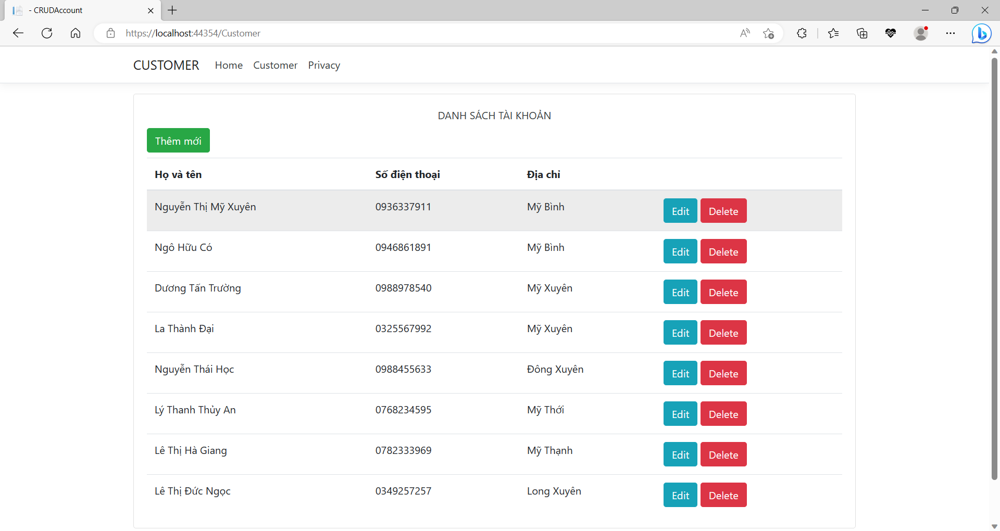 - CRUDAccount
https://localhost:44354/Customer
CUSTOMER Home Customer Privacy
DANH SÁCH TÀI KHOẢN
Thêm mới
Họ và tên Số điện thoại Địa chỉ
Nguyễn Thị Mỹ Xuyên 0936337911 Mỹ Bình Edit Delete
Ngô Hữu Có 0946861891 Mỹ Bình Edit Delete
Dương Tấn Trường 0988978540 Mỹ Xuyên Edit Delete
La Thành Đại 0325567992 Mỹ Xuyên Edit Delete
Nguyễn Thái Học 0988455633 Đông Xuyên Edit Delete
Lý Thanh Thủy An 0768234595 Mỹ Thới Edit Delete
Lê Thị Hà Giang 0782333969 Mỹ Thạnh Edit Delete
Lê Thị Đức Ngọc 0349257257 Long Xuyên Edit Delete